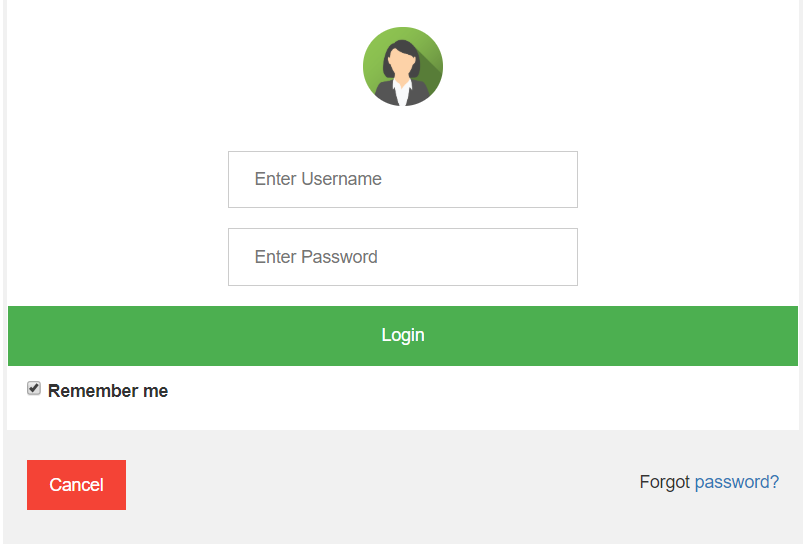 Enter Username
Enter Password
Login
Remember me
Cancel
Forgot password?